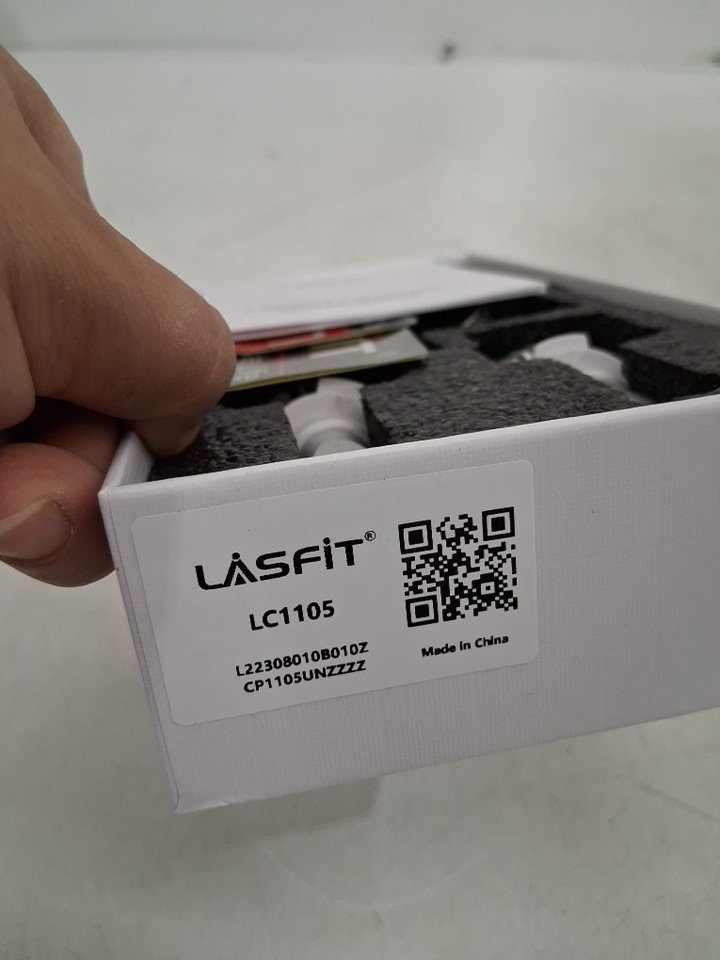 LASFIT®
LC1105
L22308010B010Z
CP1105UNZZZZ
Made in China